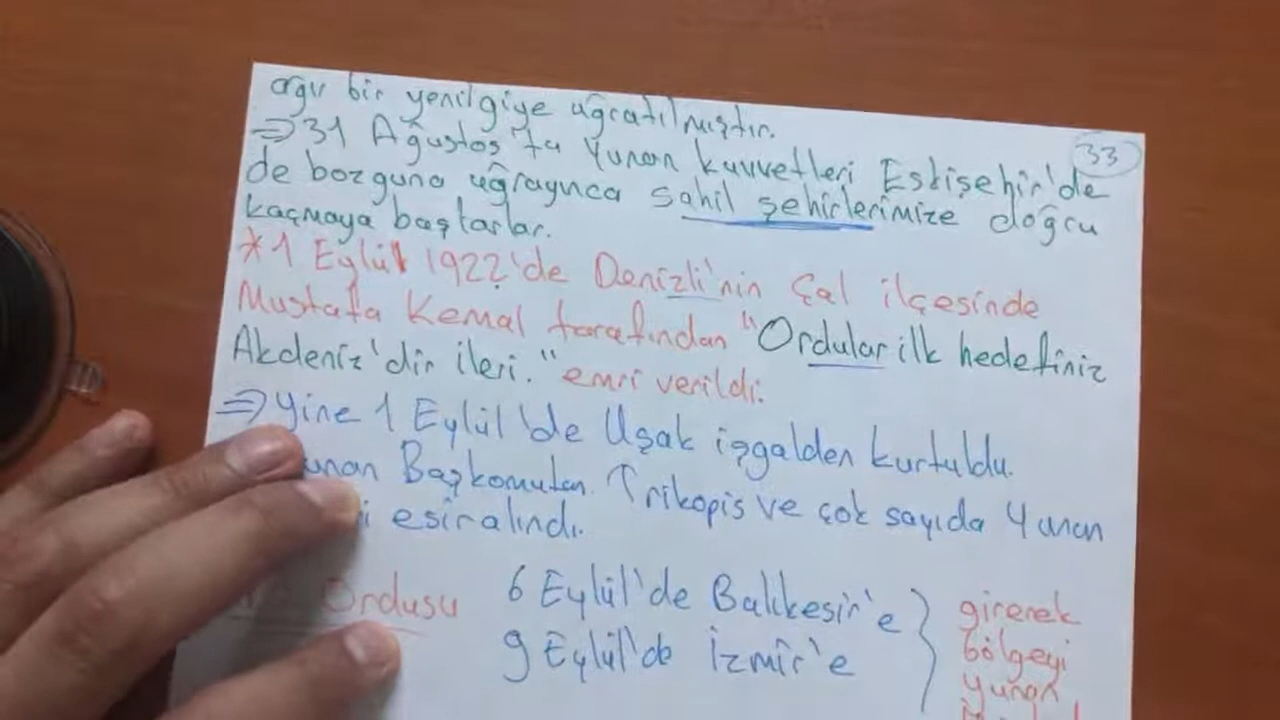 ağır bir yenilgiye uğratılmıştır.
33
⇒ 31 Ağustos'ta Yunan kuvvetleri Eskişehir'de
de bozguna uğrayınca sahil şehirlerimize doğru
kaçmaya başlarlar.
*1 Eylül 1922'de Denizli'nin Çal ilçesinde
Mustafa Kemal tarafından "Ordular ilk hedefiniz
Akdeniz'dir ileri." emri verildi.
⇒ Yine 1 Eylül'de Uşak işgalden kurtuldu.
unan Başkomutan Trikopis ve çok sayıda Yunan
i esir alındı.
Ordusu 6 Eylül'de Balıkesir'e } girerek
9 Eylül'de İzmir'e bölgeyi
yunan